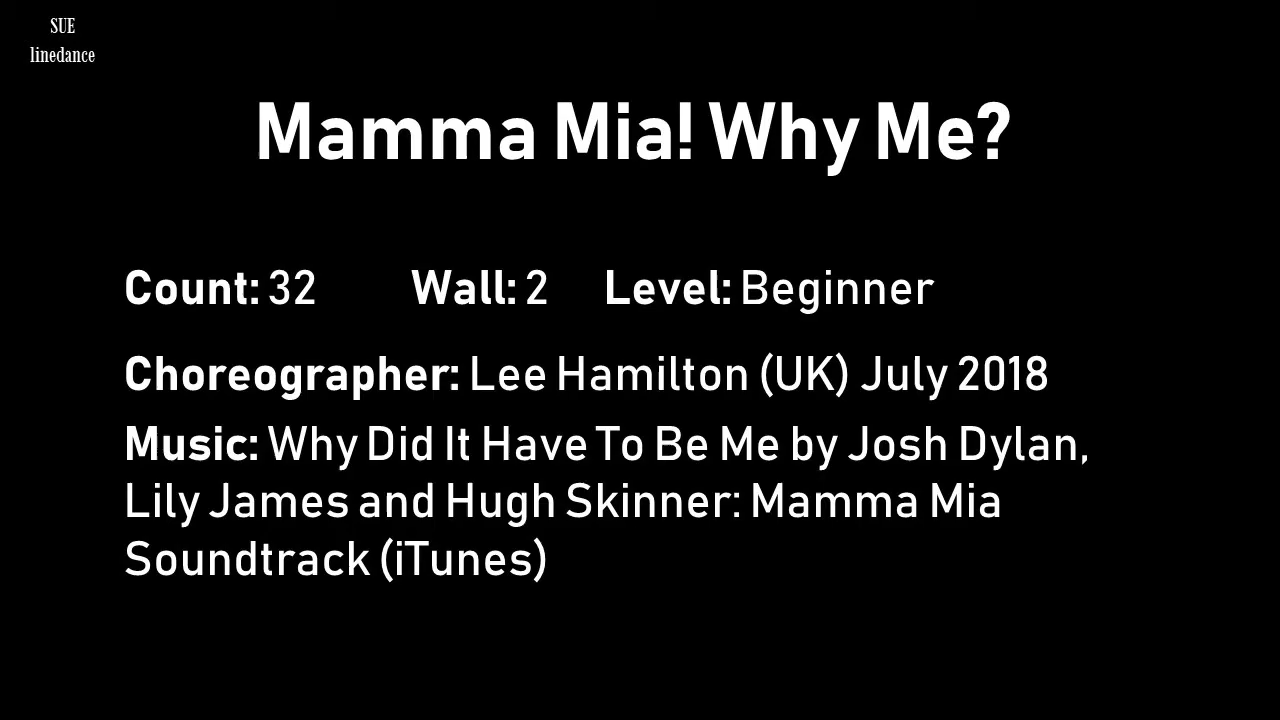 SUE
linedance
Mamma Mia! Why Me?
Count: 32 Wall: 2 Level: Beginner
Choreographer: Lee Hamilton (UK) July 2018
Music: Why Did It Have To Be Me by Josh Dylan,
Lily James and Hugh Skinner: Mamma Mia
Soundtrack (iTunes)